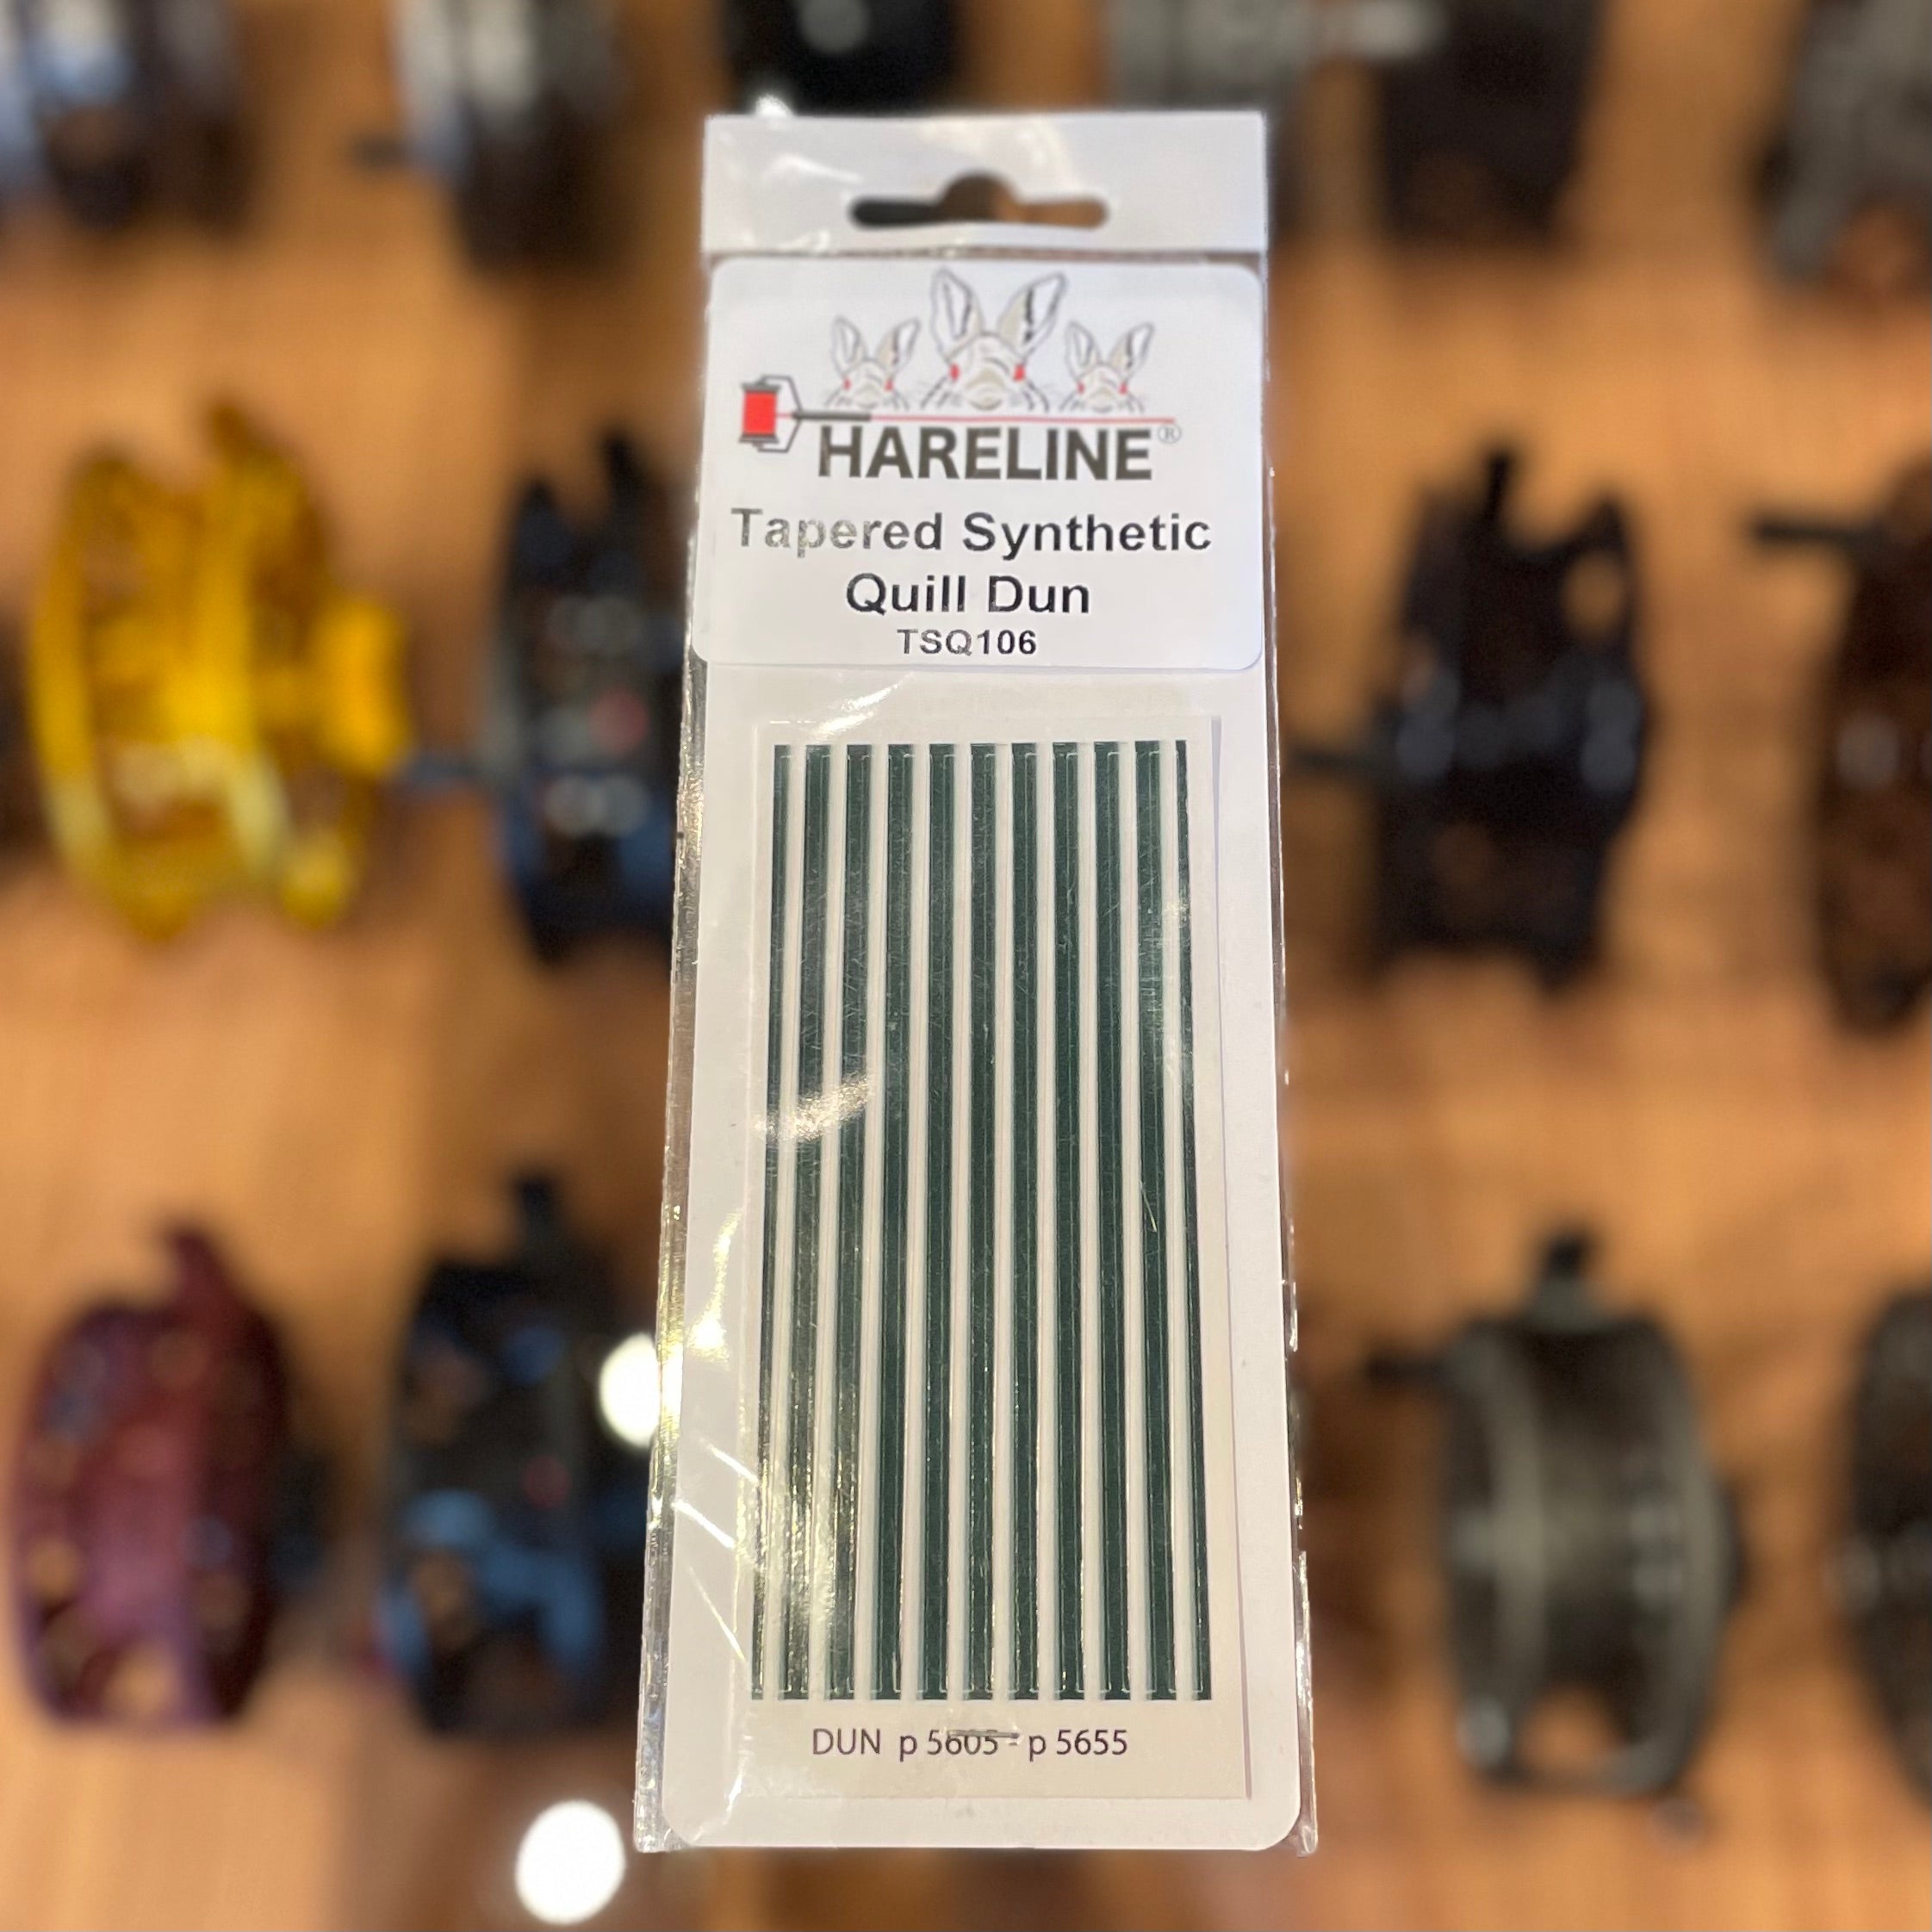 HARELINE®
Tapered Synthetic
Quill Dun
TSQ106
DUN p 5605 - p 5655